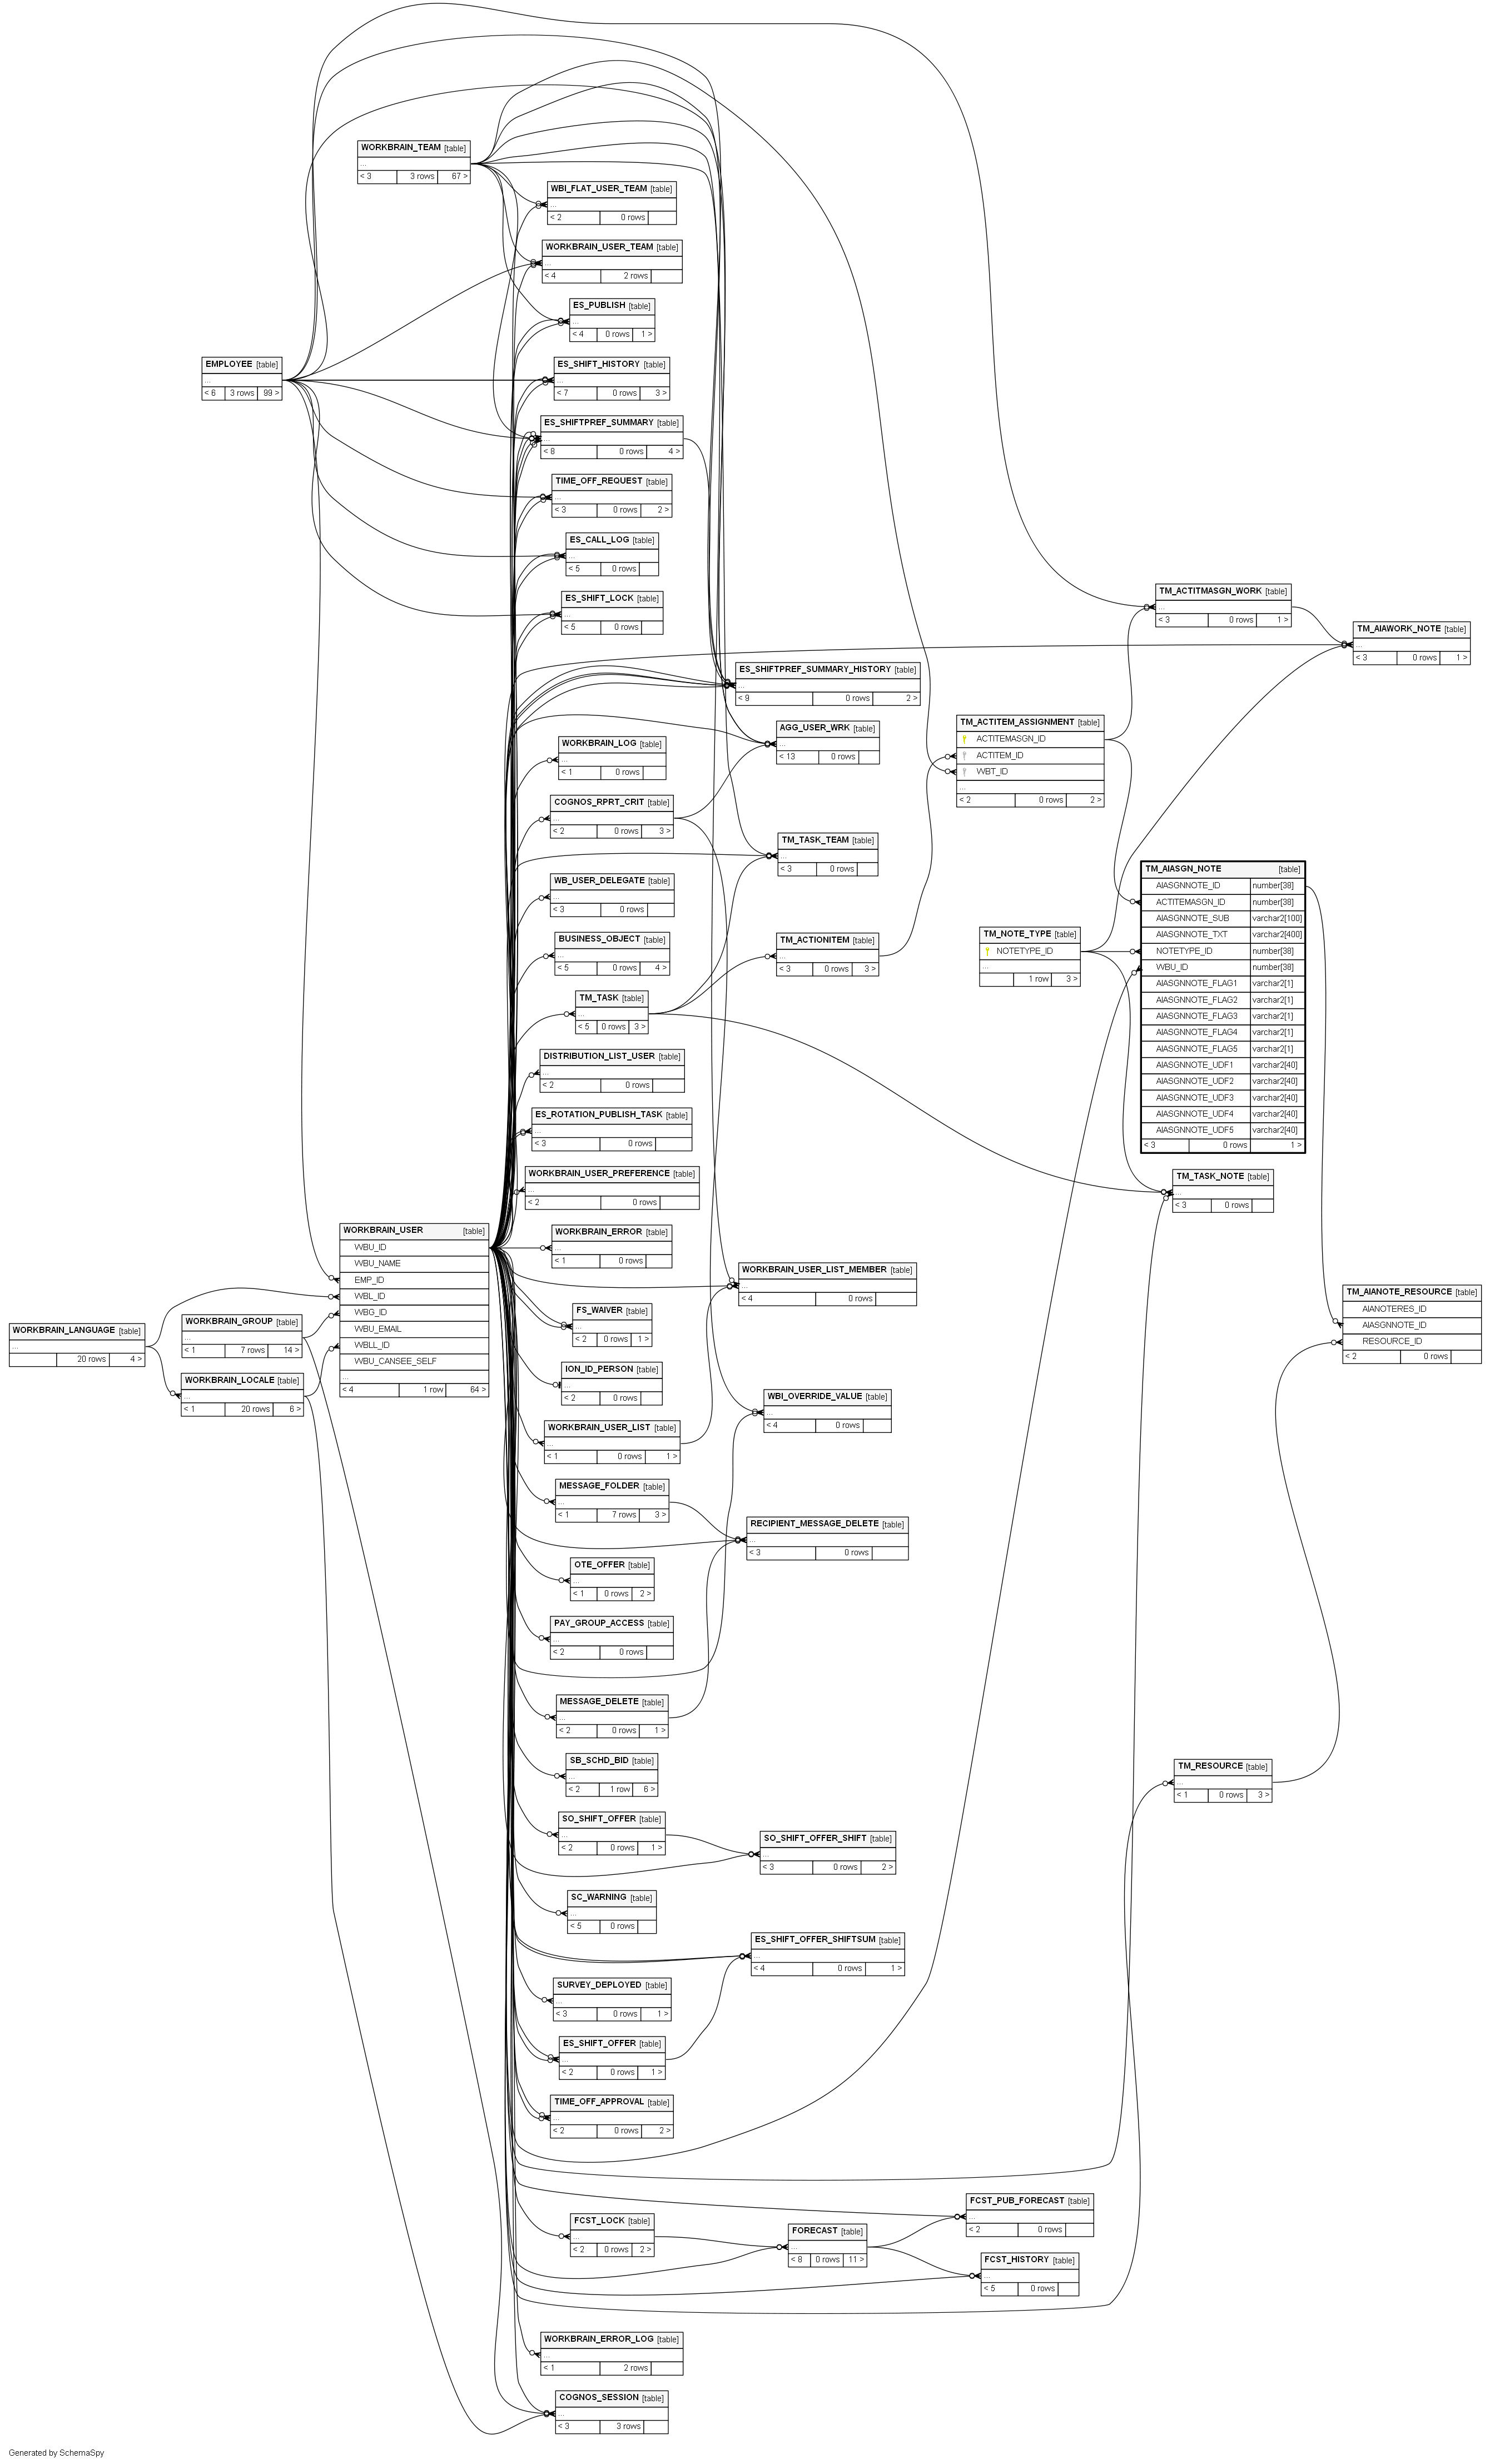 WORKBRAIN_TEAM [table]
...
< 3 3 rows 67 >
WBI_FLAT_USER_TEAM [table]
...
< 2 0 rows
WORKBRAIN_USER_TEAM [table]
...
< 4 2 rows
ES_PUBLISH [table]
...
< 4 0 rows 1 >
EMPLOYEE [table]
...
< 6 3 rows 99 >
ES_SHIFT_HISTORY [table]
...
< 7 0 rows 3 >
ES_SHIFTPREF_SUMMARY [table]
...
< 8 0 rows 4 >
TIME_OFF_REQUEST [table]
...
< 3 0 rows 2 >
ES_CALL_LOG [table]
...
< 5 0 rows
ES_SHIFT_LOCK [table]
...
< 5 0 rows
TM_ACTITMASGN_WORK [table]
...
< 3 0 rows 1 >
TM_AIAWORK_NOTE [table]
...
< 3 0 rows 1 >
ES_SHIFTPREF_SUMMARY_HISTORY [table]
...
< 9 0 rows 2 >
AGG_USER_WRK [table]
...
< 13 0 rows
TM_ACTITEM_ASSIGNMENT [table]
ACTITEMASGN_ID
ACTITEM_ID
WBT_ID
...
< 2 0 rows 2 >
WORKBRAIN_LOG [table]
...
< 1 0 rows
COGNOS_RPRT_CRIT [table]
...
< 2 0 rows 3 >
TM_TASK_TEAM [table]
...
< 3 0 rows
WB_USER_DELEGATE [table]
...
< 3 0 rows
BUSINESS_OBJECT [table]
...
< 5 0 rows 4 >
TM_ACTIONITEM [table]
...
< 3 0 rows 3 >
TM_NOTE_TYPE [table]
NOTETYPE_ID
...
1 row 3 >
TM_AIASGN_NOTE [table]
AIASGNNOTE_ID number[38]
ACTITEMASGN_ID number[38]
AIASGNNOTE_SUB varchar2[100]
AIASGNNOTE_TXT varchar2[400]
NOTETYPE_ID number[38]
WBU_ID number[38]
AIASGNNOTE_FLAG1 varchar2[1]
AIASGNNOTE_FLAG2 varchar2[1]
AIASGNNOTE_FLAG3 varchar2[1]
AIASGNNOTE_FLAG4 varchar2[1]
AIASGNNOTE_FLAG5 varchar2[1]
AIASGNNOTE_UDF1 varchar2[40]
AIASGNNOTE_UDF2 varchar2[40]
AIASGNNOTE_UDF3 varchar2[40]
AIASGNNOTE_UDF4 varchar2[40]
AIASGNNOTE_UDF5 varchar2[40]
< 3 0 rows 1 >
TM_TASK [table]
...
< 5 0 rows 3 >
DISTRIBUTION_LIST_USER [table]
...
< 2 0 rows
ES_ROTATION_PUBLISH_TASK [table]
...
< 3 0 rows
WORKBRAIN_USER_PREFERENCE [table]
...
< 2 0 rows
TM_TASK_NOTE [table]
...
< 3 0 rows
WORKBRAIN_USER [table]
WBU_ID
WBU_NAME
EMP_ID
WBL_ID
WBG_ID
WBU_EMAIL
WBLL_ID
WBU_CANSEE_SELF
...
< 4 1 row 64 >
WORKBRAIN_ERROR [table]
...
< 1 0 rows
WORKBRAIN_USER_LIST_MEMBER [table]
...
< 4 0 rows
TM_AIANOTE_RESOURCE [table]
AIANOTERES_ID
AIASGNNOTE_ID
RESOURCE_ID
< 2 0 rows
WORKBRAIN_LANGUAGE [table]
...
20 rows 4 >
WORKBRAIN_GROUP [table]
...
< 1 7 rows 14 >
WORKBRAIN_LOCALE [table]
...
< 1 20 rows 6 >
FS_WAIVER [table]
...
< 2 0 rows 1 >
ION_ID_PERSON [table]
...
< 2 0 rows
WBI_OVERRIDE_VALUE [table]
...
< 4 0 rows
WORKBRAIN_USER_LIST [table]
...
< 1 0 rows 1 >
MESSAGE_FOLDER [table]
...
< 1 7 rows 3 >
RECIPIENT_MESSAGE_DELETE [table]
...
< 3 0 rows
OTE_OFFER [table]
...
< 1 0 rows 2 >
PAY_GROUP_ACCESS [table]
...
< 2 0 rows
MESSAGE_DELETE [table]
...
< 2 0 rows 1 >
SB_SCHD_BID [table]
...
< 2 1 row 6 >
TM_RESOURCE [table]
...
< 1 0 rows 3 >
SO_SHIFT_OFFER [table]
...
< 2 0 rows 1 >
SO_SHIFT_OFFER_SHIFT [table]
...
< 3 0 rows 2 >
SC_WARNING [table]
...
< 5 0 rows
ES_SHIFT_OFFER_SHIFTSUM [table]
...
< 4 0 rows 1 >
SURVEY_DEPLOYED [table]
...
< 3 0 rows 1 >
ES_SHIFT_OFFER [table]
...
< 2 0 rows 1 >
TIME_OFF_APPROVAL [table]
...
< 2 0 rows 2 >
FCST_PUB_FORECAST [table]
...
< 2 0 rows
FCST_LOCK [table]
...
< 2 0 rows 2 >
FORECAST [table]
...
< 8 0 rows 11 >
FCST_HISTORY [table]
...
< 5 0 rows
WORKBRAIN_ERROR_LOG [table]
...
< 1 2 rows
COGNOS_SESSION [table]
...
< 3 3 rows
Generated by SchemaSpy